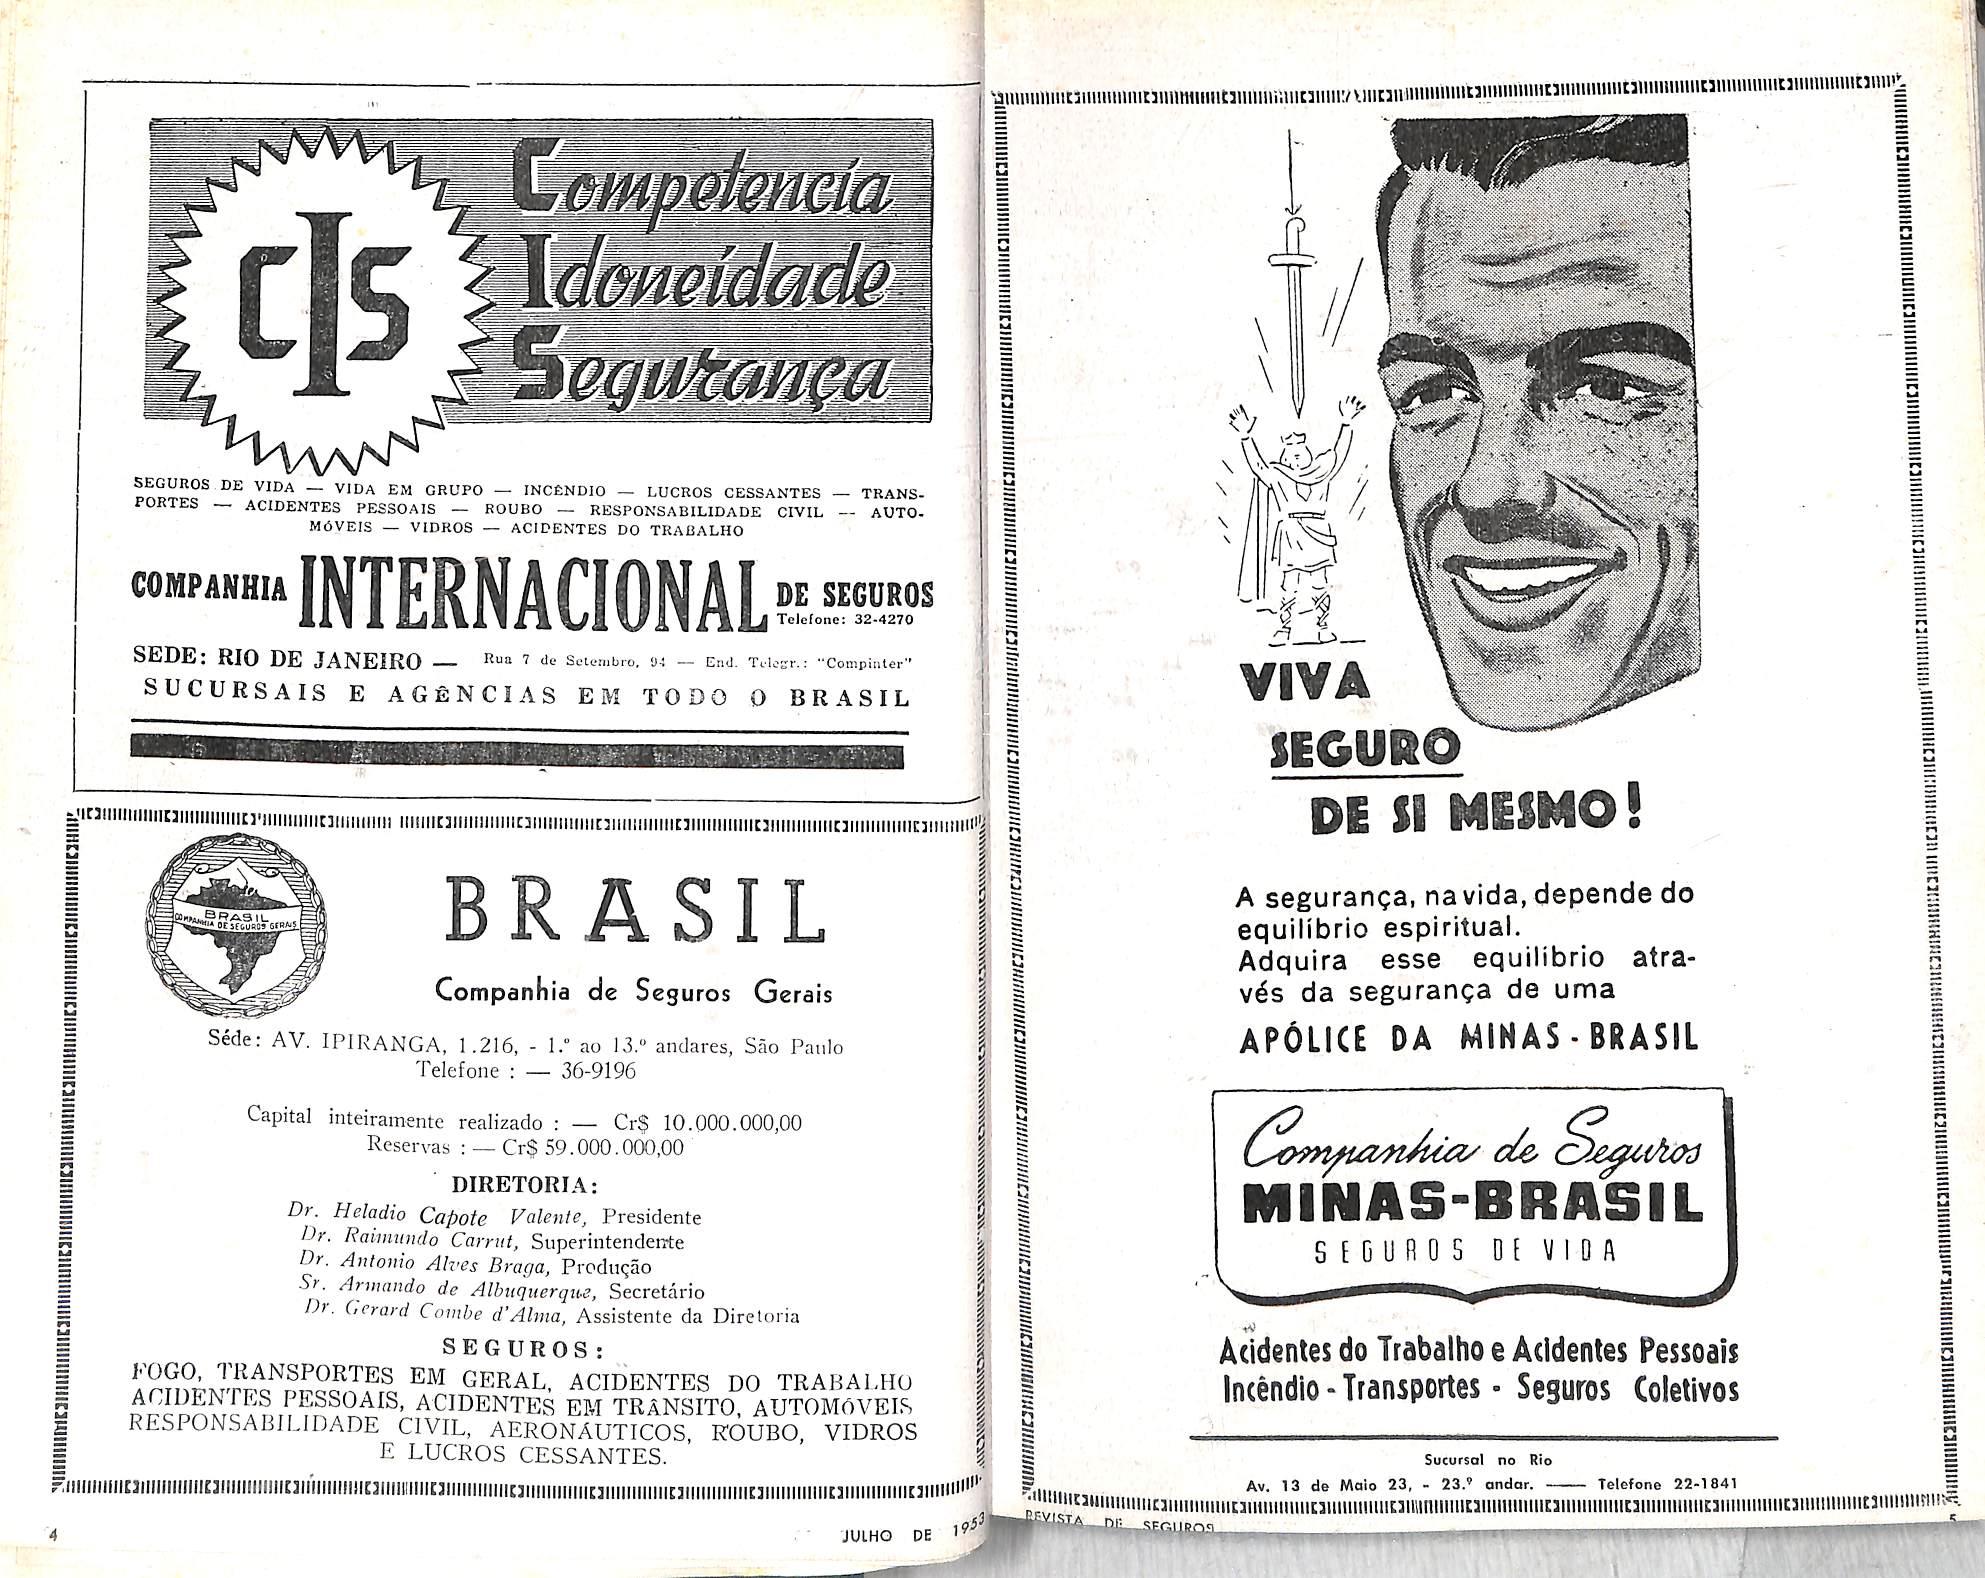 CIS
Competencia
Idoneidade
Segurança
SEGUROS DE VIDA — VIDA EM GRUPO — INCÊNDIO — LUCROS CESSANTES — TRANS-
PORTES — ACIDENTES PESSOAIS — ROUBO — RESPONSABILIDADE CIVIL — AUTO-
MÓVEIS — VIDROS — ACIDENTES DO TRABALHO
COMPANHIA INTERNACIONAL DE SEGUROS
Telefone: 32-4270
SEDE: RIO DE JANEIRO — Rua 7 de Setembro, 94 — End. Telegr.: "Compinter"
SUCURSAIS E AGÊNCIAS EM TODO O BRASIL
BRASIL
COMPANHIA DE SEGUROS GERAIS
BRASIL
Companhia de Seguros Gerais
Séde: AV. IPIRANGA, 1.216, - 1.º ao 13.º andares, São Paulo
Telefone : — 36-9196
Capital inteiramente realizado : — Cr$ 10.000.000,00
Reservas : — Cr$ 59.000.000,00
DIRETORIA:
Dr. Heladio Capote Valente, Presidente
Dr. Raimundo Carrut, Superintendente
Dr. Antonio Alves Braga, Produção
Sr. Armando de Albuquerque, Secretário
Dr. Gerard Combe d'Alma, Assistente da Diretoria
SEGUROS:
FOGO, TRANSPORTES EM GERAL, ACIDENTES DO TRABALHO
ACIDENTES PESSOAIS, ACIDENTES EM TRÂNSITO, AUTOMÓVEIS
RESPONSABILIDADE CIVIL, AERONÁUTICOS, ROUBO, VIDROS
E LUCROS CESSANTES.
4
JULHO DE 1953
VIVA
SEGURO
DE SI MESMO!
A segurança, na vida, depende do
equilíbrio espiritual.
Adquira esse equilíbrio atra-
vés da segurança de uma
APÓLICE DA MINAS - BRASIL
Companhia de Seguros
MINAS-BRASIL
SEGUROS DE VIDA
Acidentes do Trabalho e Acidentes Pessoais
Incêndio - Transportes - Seguros Coletivos
Sucursal no Rio
Av. 13 de Maio 23, - 23.º andar. — Telefone 22-1841
REVISTA DE SEGUROS
5